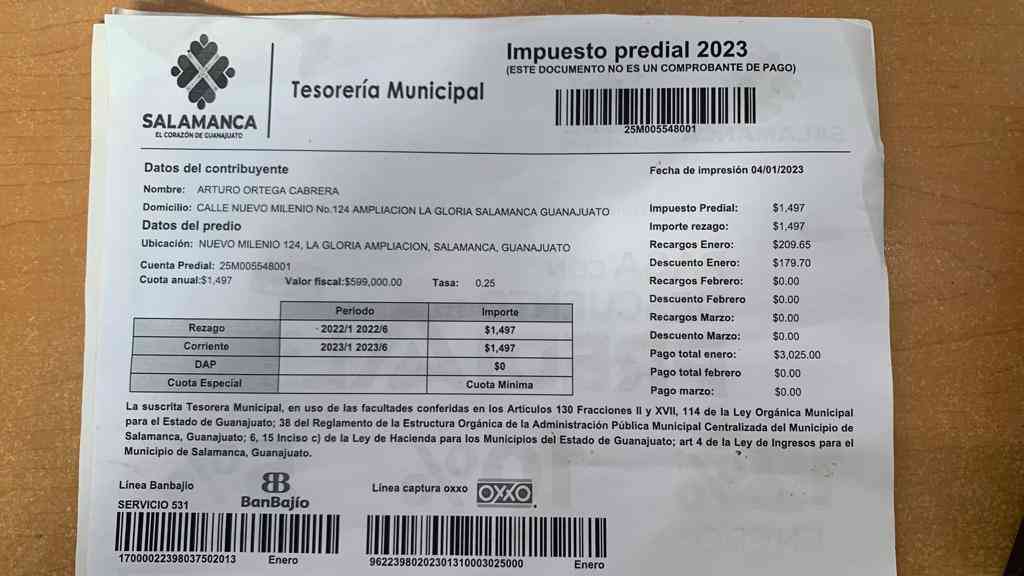 Impuesto predial 2023
(ESTE DOCUMENTO NO ES UN COMPROBANTE DE PAGO)
Tesorería Municipal
SALAMANCA
EL CORAZÓN DE GUANAJUATO
25M005548001
Datos del contribuyente
Fecha de impresión 04/01/2023
Nombre: ARTURO ORTEGA CABRERA
Domicilio: CALLE NUEVO MILENIO No.124 AMPLIACION LA GLORIA SALAMANCA GUANAJUATO
Datos del predio
Ubicación: NUEVO MILENIO 124, LA GLORIA AMPLIACION, SALAMANCA, GUANAJUATO
Cuenta Predial: 25M005548001
Cuota anual:$1,497 Valor fiscal:$599,000.00 Tasa: 0.25
Impuesto Predial: $1,497
Importe rezago: $1,497
Recargos Enero: $209.65
Descuento Enero: $179.70
Recargos Febrero: $0.00
Descuento Febrero $0.00
Recargos Marzo: $0.00
Descuento Marzo: $0.00
Pago total enero: $3,025.00
Pago total febrero $0.00
Pago marzo: $0.00
Periodo Importe
Rezago - 2022/1 2022/6 $1,497
Corriente 2023/1 2023/6 $1,497
DAP $0
Cuota Especial Cuota Mínima
La suscrita Tesorera Municipal, en uso de las facultades conferidas en los Artículos 130 Fracciones II y XVII, 114 de la Ley Orgánica Municipal
para el Estado de Guanajuato; 38 del Reglamento de la Estructura Orgánica de la Administración Pública Municipal Centralizada del Municipio de
Salamanca, Guanajuato; 6, 15 Inciso c) de la Ley de Hacienda para los Municipios del Estado de Guanajuato; art 4 de la Ley de Ingresos para el
Municipio de Salamanca, Guanajuato.
Línea Banbajio
SERVICIO 531
BanBajío
Línea captura oxxo
OXXO
17000022398037502013 Enero
96223980202301310003025000 Enero